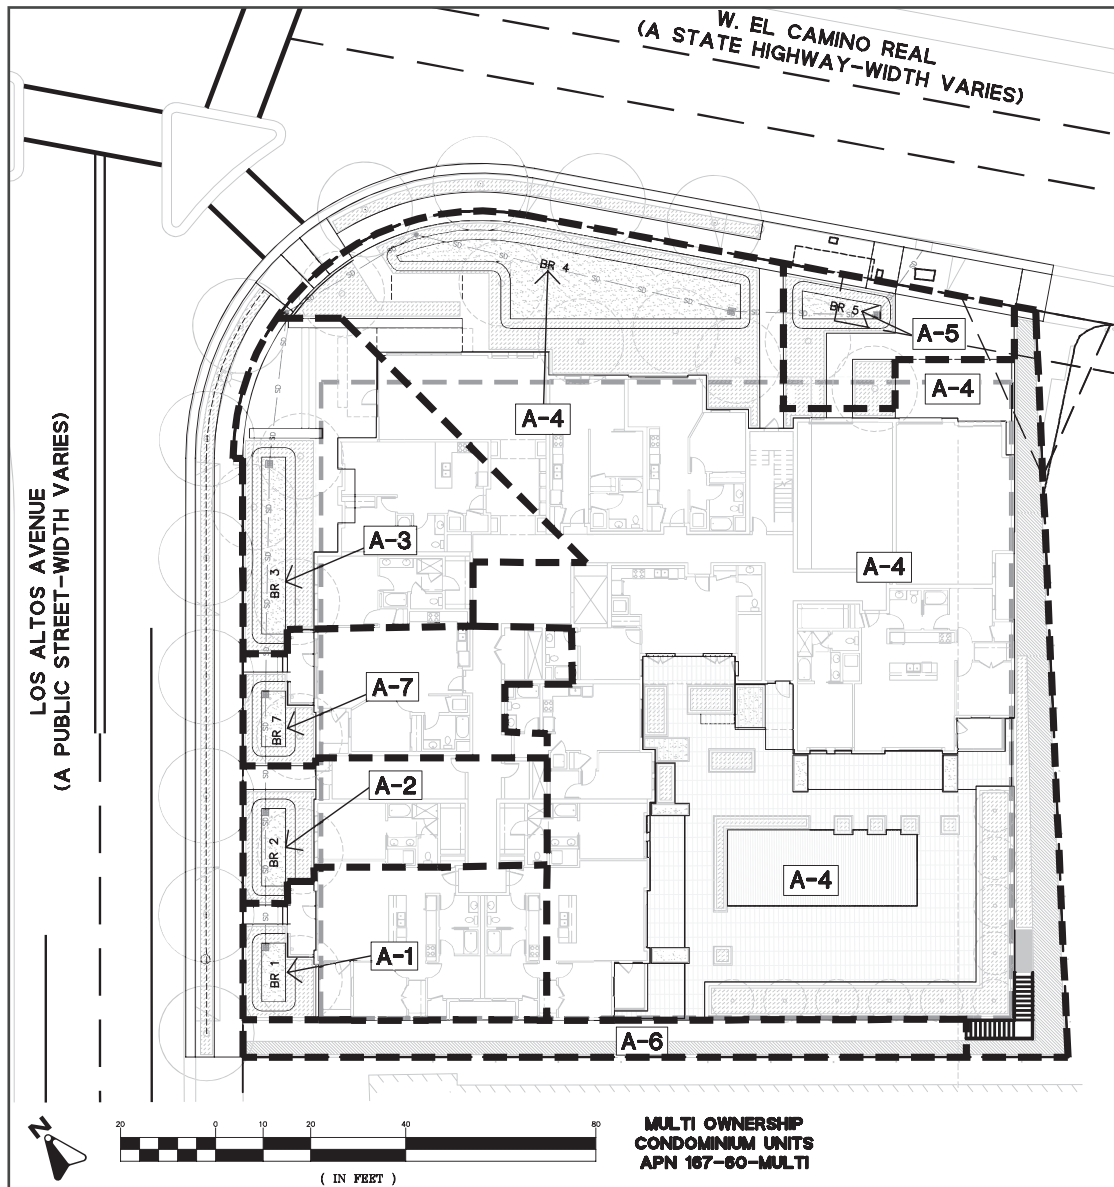 W. EL CAMINO REAL
(A STATE HIGHWAY-WIDTH VARIES)
BR 4
BR 5
A-5
A-4
A-4
LOS ALTOS AVENUE
(A PUBLIC STREET-WIDTH VARIES)
A-3
A-4
BR 3
A-7
BR 7
A-2
BR 2
A-4
A-1
BR 1
A-6
N
20 0 10 20 40 80
( IN FEET )
MULTI OWNERSHIP
CONDOMINIUM UNITS
APN 167-60-MULTI